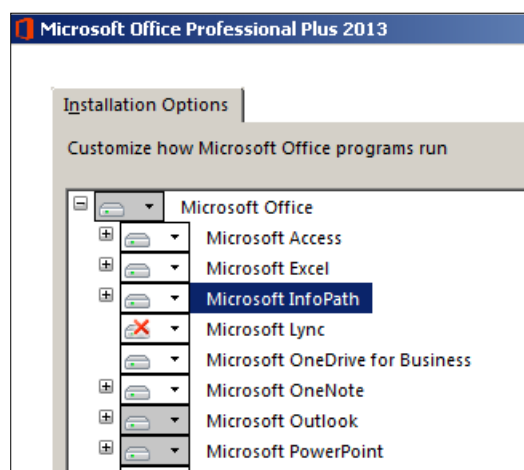 Microsoft Office Professional Plus 2013
Installation Options
Customize how Microsoft Office programs run
Microsoft Office
Microsoft Access
Microsoft Excel
Microsoft InfoPath
Microsoft Lync
Microsoft OneDrive for Business
Microsoft OneNote
Microsoft Outlook
Microsoft PowerPoint